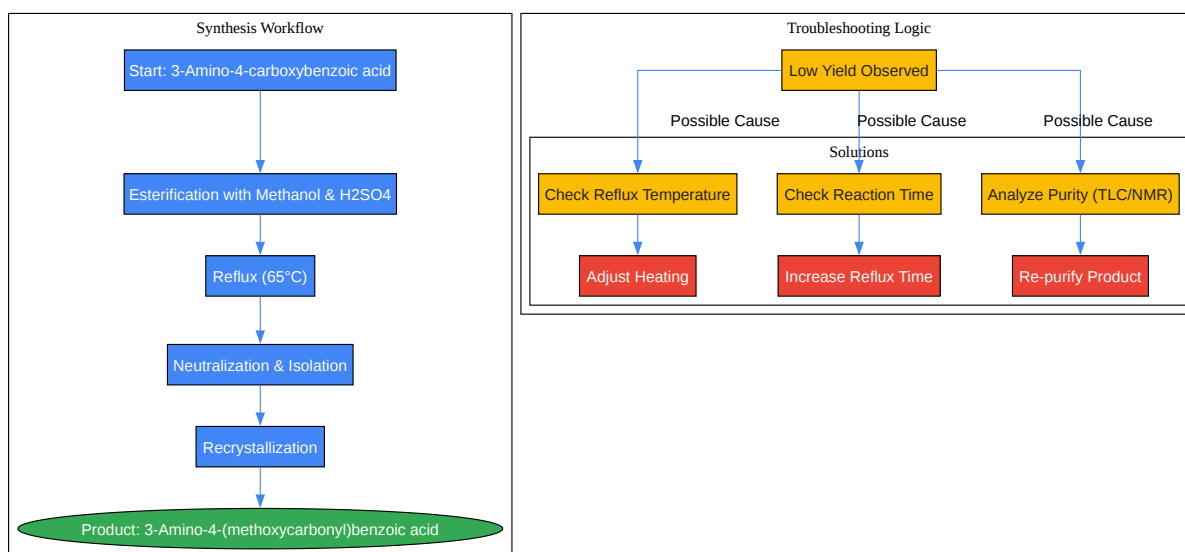 Synthesis Workflow
Start: 3-Amino-4-carboxybenzoic acid
Esterification with Methanol & H2SO4
Reflux (65°C)
Neutralization & Isolation
Recrystallization
Product: 3-Amino-4-(methoxycarbonyl)benzoic acid
Troubleshooting Logic
Low Yield Observed
Possible Cause
Possible Cause
Possible Cause
Solutions
Check Reflux Temperature
Check Reaction Time
Analyze Purity (TLC/NMR)
Adjust Heating
Increase Reflux Time
Re-purify Product